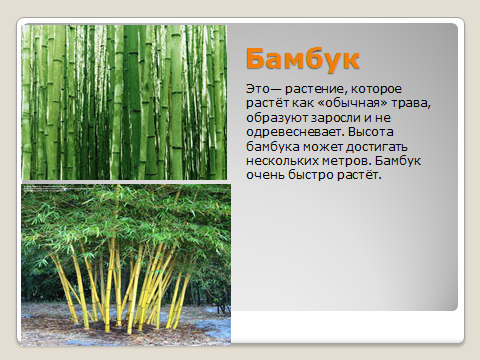 Бамбук
Это— растение, которое
растёт как «обычная» трава,
образуют заросли и не
одревесневает. Высота
бамбука может достигать
нескольких метров. Бамбук
очень быстро растёт.